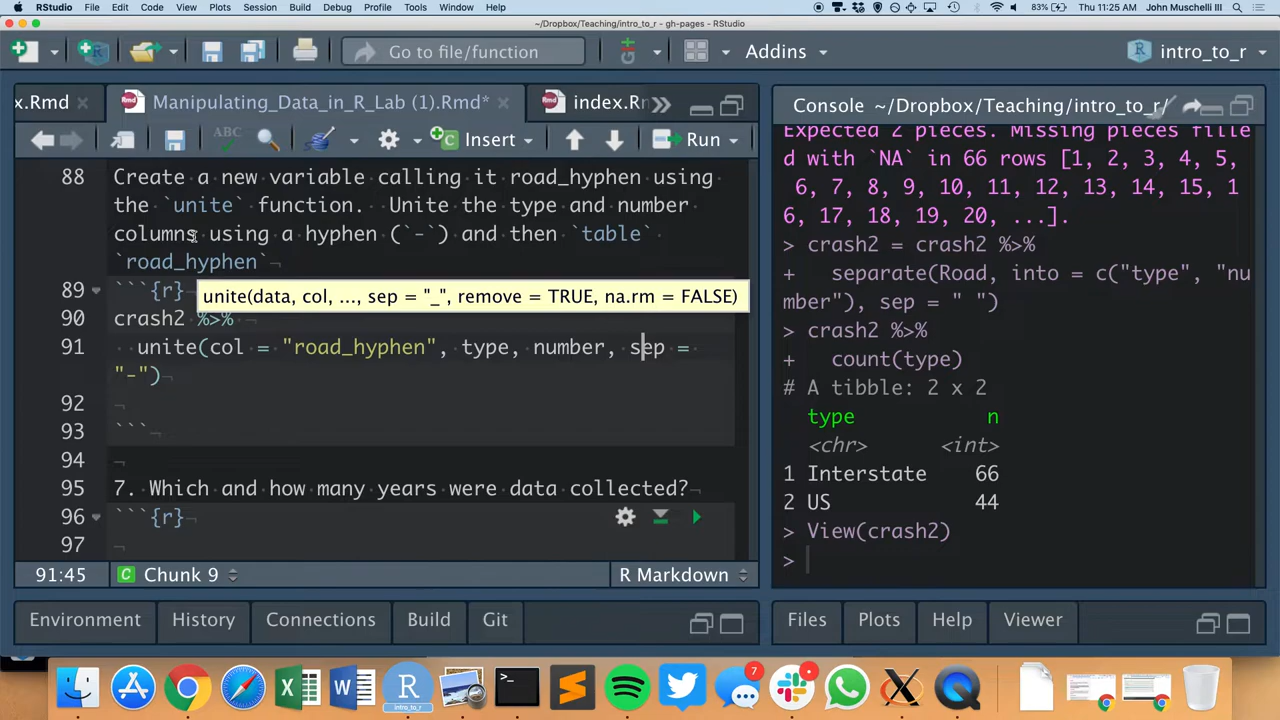 RStudio File Edit Code View Plots Session Build Debug Profile Tools Window Help 83% Thu 11:25 AM John Muschelli III
~/Dropbox/Teaching/intro_to_r - gh-pages - RStudio
Go to file/function Addins intro_to_r
x.Rmd Manipulating_Data_in_R_Lab (1).Rmd* index.Rn
ABC Insert Run
88 Create a new variable calling it road_hyphen using
the `unite` function. Unite the type and number
columns using a hyphen (`-`) and then `table`
`road_hyphen`
89 ```{r}
unite(data, col, ..., sep = "_", remove = TRUE, na.rm = FALSE)
90 crash2 %>%
91 unite(col = "road_hyphen", type, number, sep =
"-")
92
93 ```
94
95 7. Which and how many years were data collected?
96 ```{r}
97
91:45 Chunk 9 R Markdown
Environment History Connections Build Git
Console ~/Dropbox/Teaching/intro_to_r/
Expected 2 pieces. Missing pieces fille
d with `NA` in 66 rows [1, 2, 3, 4, 5,
6, 7, 8, 9, 10, 11, 12, 13, 14, 15, 1
6, 17, 18, 19, 20, ...].
> crash2 = crash2 %>%
+ separate(Road, into = c("type", "nu
mber"), sep = " ")
> crash2 %>%
+ count(type)
# A tibble: 2 x 2
type n
<chr> <int>
1 Interstate 66
2 US 44
> View(crash2)
>
Files Plots Help Viewer
R
intro_to_r
7